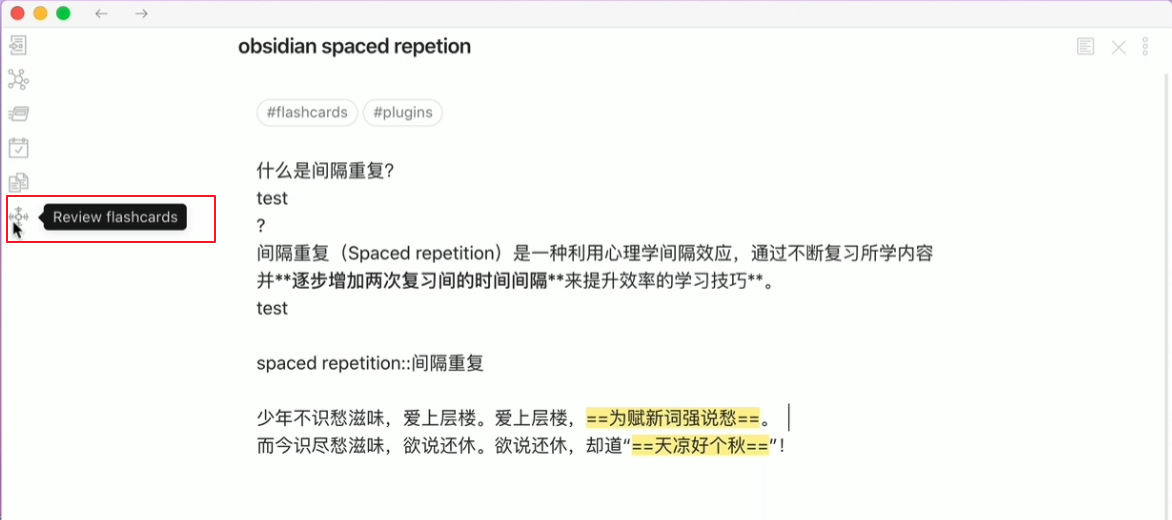 obsidian spaced repetion
#flashcards #plugins
什么是间隔重复?
test
?
Review flashcards
间隔重复（Spaced repetition）是一种利用心理学间隔效应，通过不断复习所学内容
并**逐步增加两次复习间的时间间隔**来提升效率的学习技巧**。
test
spaced repetition::间隔重复
少年不识愁滋味，爱上层楼。爱上层楼，==为赋新词强说愁==。
而今识尽愁滋味，欲说还休。欲说还休，却道“==天凉好个秋==”！